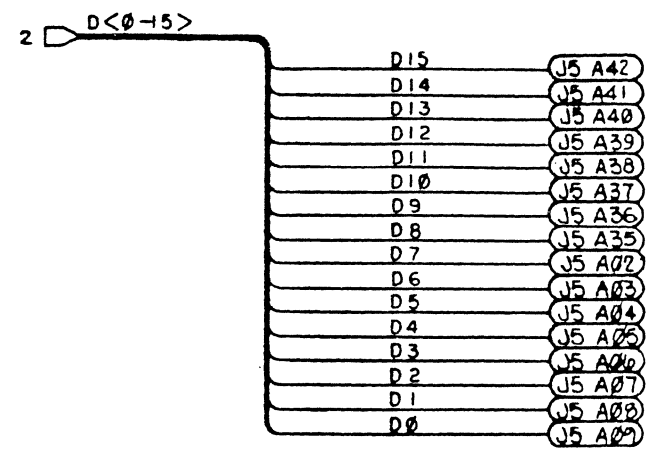 D<Ø-15>
2
D15 J5 A42
D14 J5 A41
D13 J5 A4Ø
D12 J5 A39
D11 J5 A38
D1Ø J5 A37
D9 J5 A36
D8 J5 A35
D7 J5 AØ2
D6 J5 AØ3
D5 J5 AØ4
D4 J5 AØ5
D3 J5 AØ6
D2 J5 AØ7
D1 J5 AØ8
DØ J5 AØ9